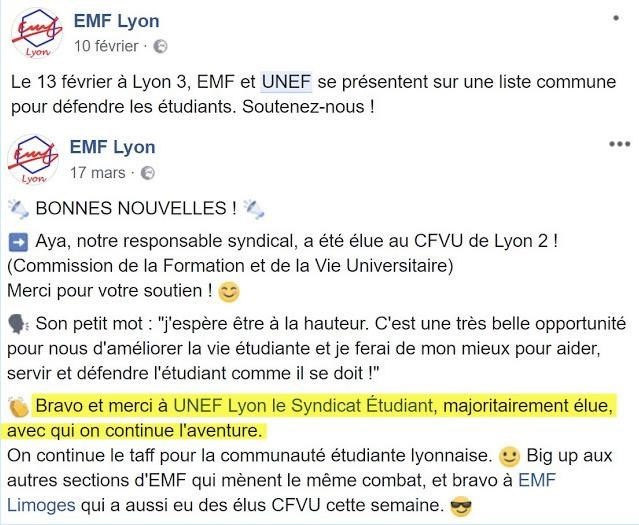 EMF Lyon
10 février ·
Emf
Lyon
Le 13 février à Lyon 3, EMF et UNEF se présentent sur une liste commune
pour défendre les étudiants. Soutenez-nous !
EMF Lyon
17 mars ·
Emf
Lyon
BONNES NOUVELLES !
Aya, notre responsable syndical, a été élue au CFVU de Lyon 2 !
(Commission de la Formation et de la Vie Universitaire)
Merci pour votre soutien ! 😊
Son petit mot : "j'espère être à la hauteur. C'est une très belle opportunité
pour nous d'améliorer la vie étudiante et je ferai de mon mieux pour aider,
servir et défendre l'étudiant comme il se doit !"
👏 Bravo et merci à UNEF Lyon le Syndicat Étudiant, majoritairement élue,
avec qui on continue l'aventure.
On continue le taff pour la communauté étudiante lyonnaise. 🙂 Big up aux
autres sections d'EMF qui mènent le même combat, et bravo à EMF
Limoges qui a aussi eu des élus CFVU cette semaine. 😎